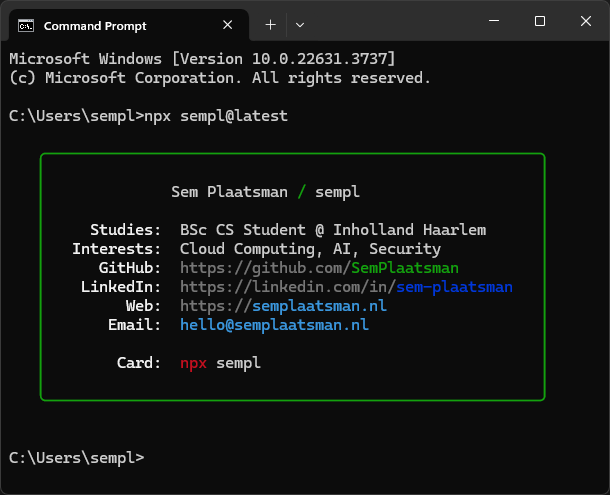 Command Prompt
Microsoft Windows [Version 10.0.22631.3737]
(c) Microsoft Corporation. All rights reserved.
C:\Users\sempl>npx sempl@latest
Sem Plaatsman / sempl
Studies: BSc CS Student @ Inholland Haarlem
Interests: Cloud Computing, AI, Security
GitHub: https://github.com/SemPlaatsman
LinkedIn: https://linkedin.com/in/sem-plaatsman
Web: https://semplaatsman.nl
Email: hello@semplaatsman.nl
Card: npx sempl
C:\Users\sempl>